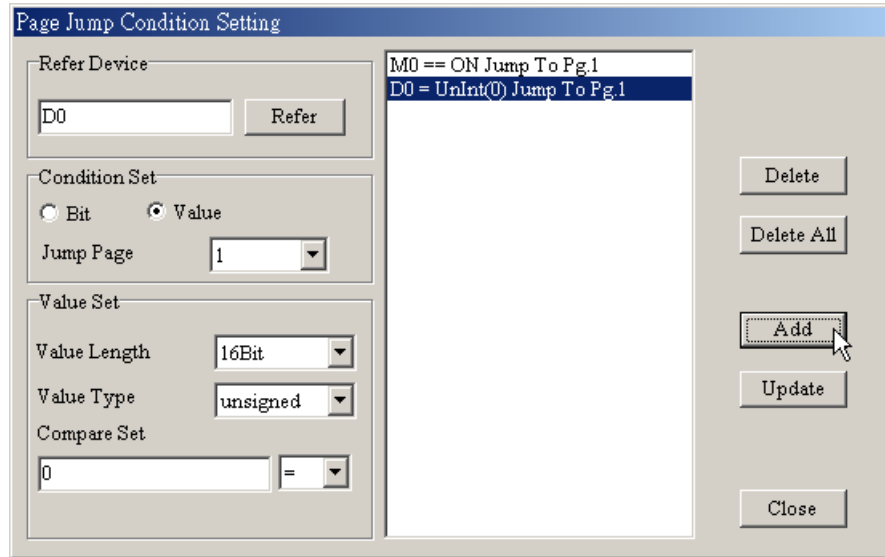 Page Jump Condition Setting
Refer Device
D0
Refer
Condition Set
Bit
Value
Jump Page
1
Value Set
Value Length
16Bit
Value Type
unsigned
Compare Set
0
=
M0 == ON Jump To Pg.1
D0 = UnInt(0) Jump To Pg.1
Delete
Delete All
Add
Update
Close